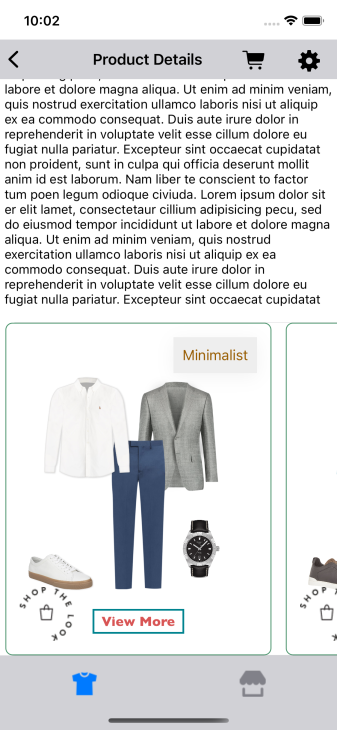 10:02
Product Details
labore et dolore magna aliqua. Ut enim ad minim veniam,
quis nostrud exercitation ullamco laboris nisi ut aliquip
ex ea commodo consequat. Duis aute irure dolor in
reprehenderit in voluptate velit esse cillum dolore eu
fugiat nulla pariatur. Excepteur sint occaecat cupidatat
non proident, sunt in culpa qui officia deserunt mollit
anim id est laborum. Nam liber te conscient to factor
tum poen legum odioque civiuda. Lorem ipsum dolor sit
er elit lamet, consectetaur cillium adipisicing pecu, sed
do eiusmod tempor incididunt ut labore et dolore magna
aliqua. Ut enim ad minim veniam, quis nostrud
exercitation ullamco laboris nisi ut aliquip ex ea
commodo consequat. Duis aute irure dolor in
reprehenderit in voluptate velit esse cillum dolore eu
fugiat nulla pariatur. Excepteur sint occaecat cupidatat
Minimalist
SHOP THE LOOK
View More